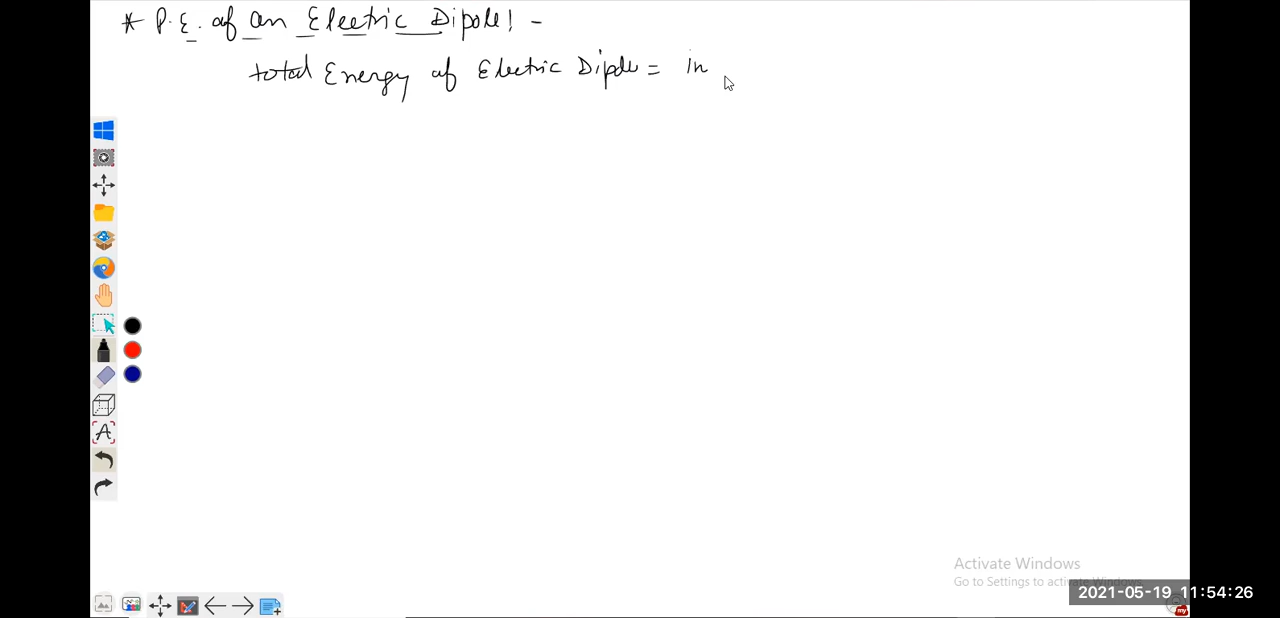 * P.E. of an Electric Dipole! -
total Energy of Electric Dipole = in
A
Activate Windows
Go to Settings to activate Windows.
2021-05-19 11:54:26